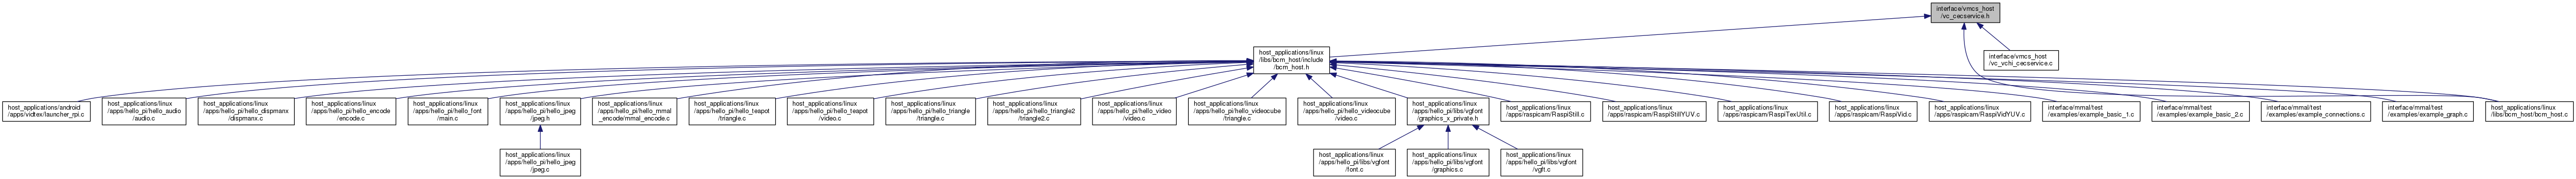 interface/vmcs_host
/vc_cecservice.h
host_applications/linux
/libs/bcm_host/include
/bcm_host.h
interface/vmcs_host
/vc_vchi_cecservice.c
host_applications/android
/apps/vidtex/launcher_rpi.c
host_applications/linux
/apps/hello_pi/hello_audio
/audio.c
host_applications/linux
/apps/hello_pi/hello_dispmanx
/dispmanx.c
host_applications/linux
/apps/hello_pi/hello_encode
/encode.c
host_applications/linux
/apps/hello_pi/hello_font
/main.c
host_applications/linux
/apps/hello_pi/hello_jpeg
/jpeg.h
host_applications/linux
/apps/hello_pi/hello_mmal
_encode/mmal_encode.c
host_applications/linux
/apps/hello_pi/hello_teapot
/triangle.c
host_applications/linux
/apps/hello_pi/hello_teapot
/video.c
host_applications/linux
/apps/hello_pi/hello_triangle
/triangle.c
host_applications/linux
/apps/hello_pi/hello_triangle2
/triangle2.c
host_applications/linux
/apps/hello_pi/hello_video
/video.c
host_applications/linux
/apps/hello_pi/hello_videocube
/triangle.c
host_applications/linux
/apps/hello_pi/hello_videocube
/video.c
host_applications/linux
/apps/hello_pi/libs/vgfont
/graphics_x_private.h
host_applications/linux
/apps/raspicam/RaspiStill.c
host_applications/linux
/apps/raspicam/RaspiStillYUV.c
host_applications/linux
/apps/raspicam/RaspiTexUtil.c
host_applications/linux
/apps/raspicam/RaspiVid.c
host_applications/linux
/apps/raspicam/RaspiVidYUV.c
interface/mmal/test
/examples/example_basic_1.c
interface/mmal/test
/examples/example_basic_2.c
interface/mmal/test
/examples/example_connections.c
interface/mmal/test
/examples/example_graph.c
host_applications/linux
/libs/bcm_host/bcm_host.c
host_applications/linux
/apps/hello_pi/hello_jpeg
/jpeg.c
host_applications/linux
/apps/hello_pi/libs/vgfont
/font.c
host_applications/linux
/apps/hello_pi/libs/vgfont
/graphics.c
host_applications/linux
/apps/hello_pi/libs/vgfont
/vgft.c